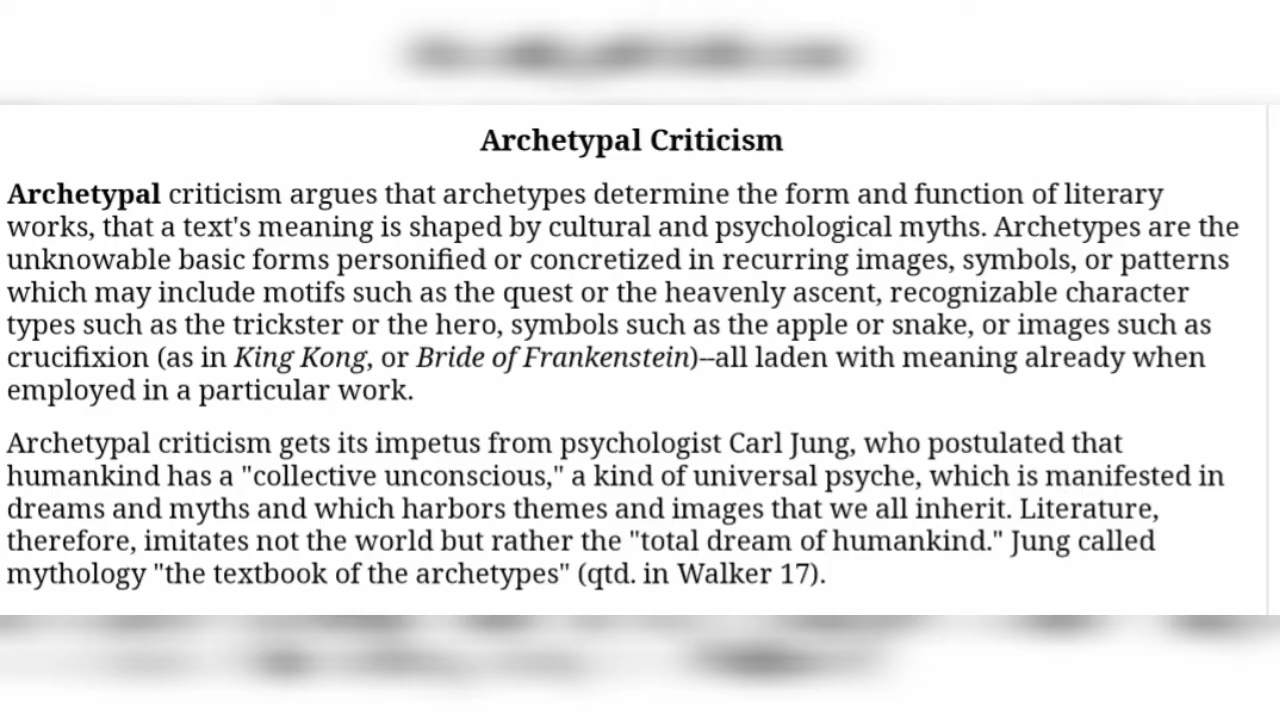 Archetypal Criticism
Archetypal criticism argues that archetypes determine the form and function of literary
works, that a text's meaning is shaped by cultural and psychological myths. Archetypes are the
unknowable basic forms personified or concretized in recurring images, symbols, or patterns
which may include motifs such as the quest or the heavenly ascent, recognizable character
types such as the trickster or the hero, symbols such as the apple or snake, or images such as
crucifixion (as in King Kong, or Bride of Frankenstein)--all laden with meaning already when
employed in a particular work.
Archetypal criticism gets its impetus from psychologist Carl Jung, who postulated that
humankind has a "collective unconscious," a kind of universal psyche, which is manifested in
dreams and myths and which harbors themes and images that we all inherit. Literature,
therefore, imitates not the world but rather the "total dream of humankind." Jung called
mythology "the textbook of the archetypes" (qtd. in Walker 17).